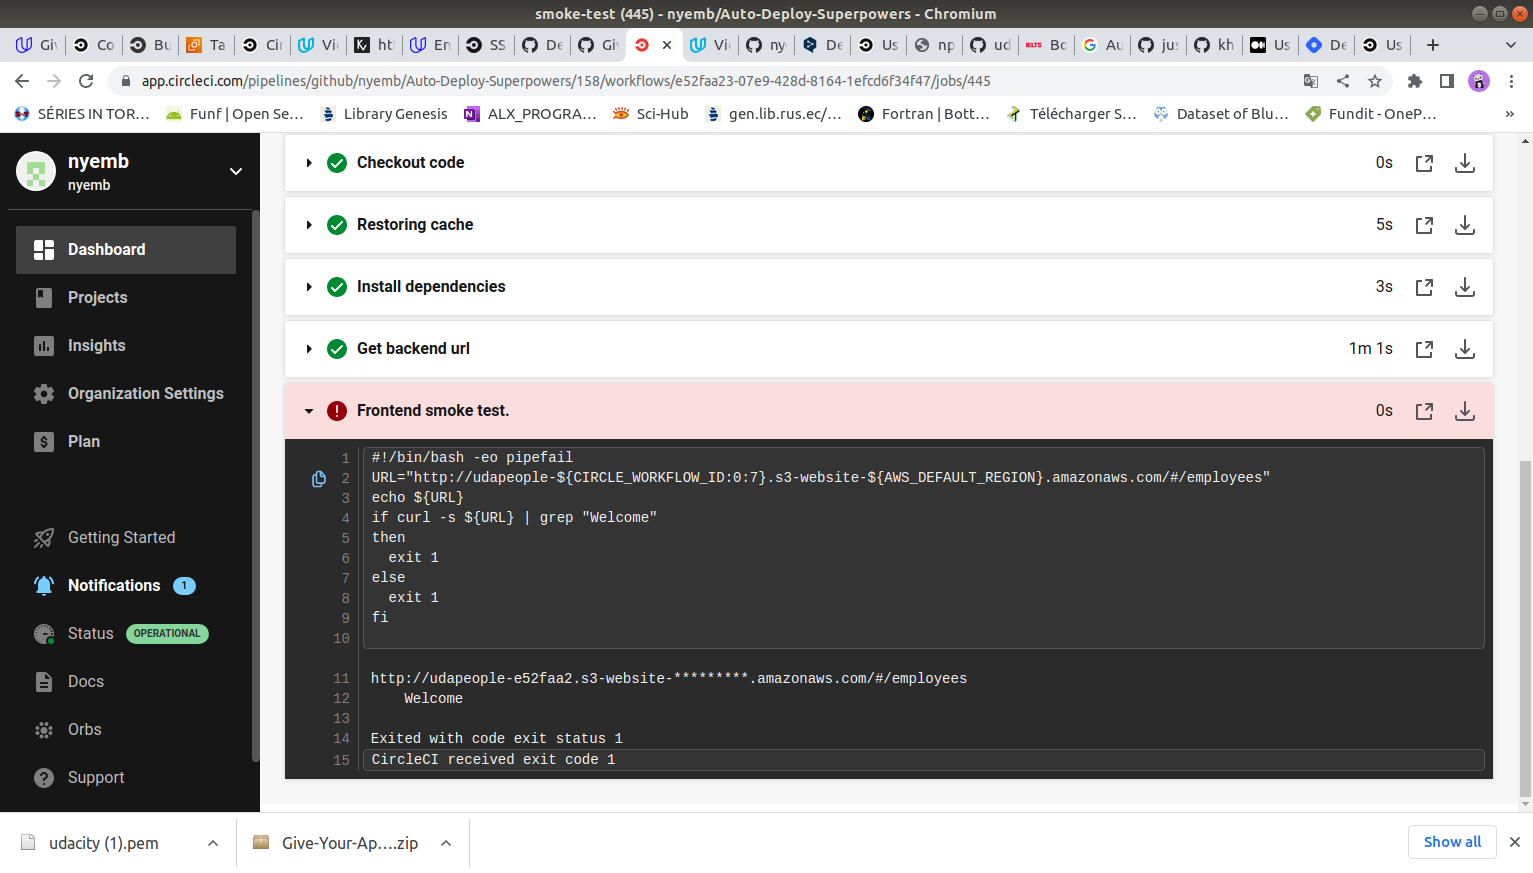 smoke-test (445) - nyemb/Auto-Deploy-Superpowers - Chromium
Giv
Co
Bu
Ta
Cir
Vie
ht
En
SS
De
Giv
Vie
ny
De
Us
np
ud
IELTS
Bo
Au
jus
kh
Us
De
Us
app.circleci.com/pipelines/github/nyemb/Auto-Deploy-Superpowers/158/workflows/e52faa23-07e9-428d-8164-1efcd6f34f47/jobs/445
SÉRIES IN TOR...
Funf | Open Se...
Library Genesis
ALX_PROGRA...
Sci-Hub
gen.lib.rus.ec/...
Fortran | Bott...
Télécharger S...
Dataset of Blu...
Fundit - OneP...
»
nyemb
nyemb
Dashboard
Projects
Insights
Organization Settings
Plan
Getting Started
Notifications 1
Status OPERATIONAL
Docs
Orbs
Support
Checkout code 0s
Restoring cache 5s
Install dependencies 3s
Get backend url 1m 1s
Frontend smoke test. 0s
1 #!/bin/bash -eo pipefail
2 URL="http://udapeople-${CIRCLE_WORKFLOW_ID:0:7}.s3-website-${AWS_DEFAULT_REGION}.amazonaws.com/#/employees"
3 echo ${URL}
4 if curl -s ${URL} | grep "Welcome"
5 then
6   exit 1
7 else
8   exit 1
9 fi
10
11 http://udapeople-e52faa2.s3-website-*********.amazonaws.com/#/employees
12     Welcome
13
14 Exited with code exit status 1
15 CircleCI received exit code 1
udacity (1).pem
Give-Your-Ap....zip
Show all